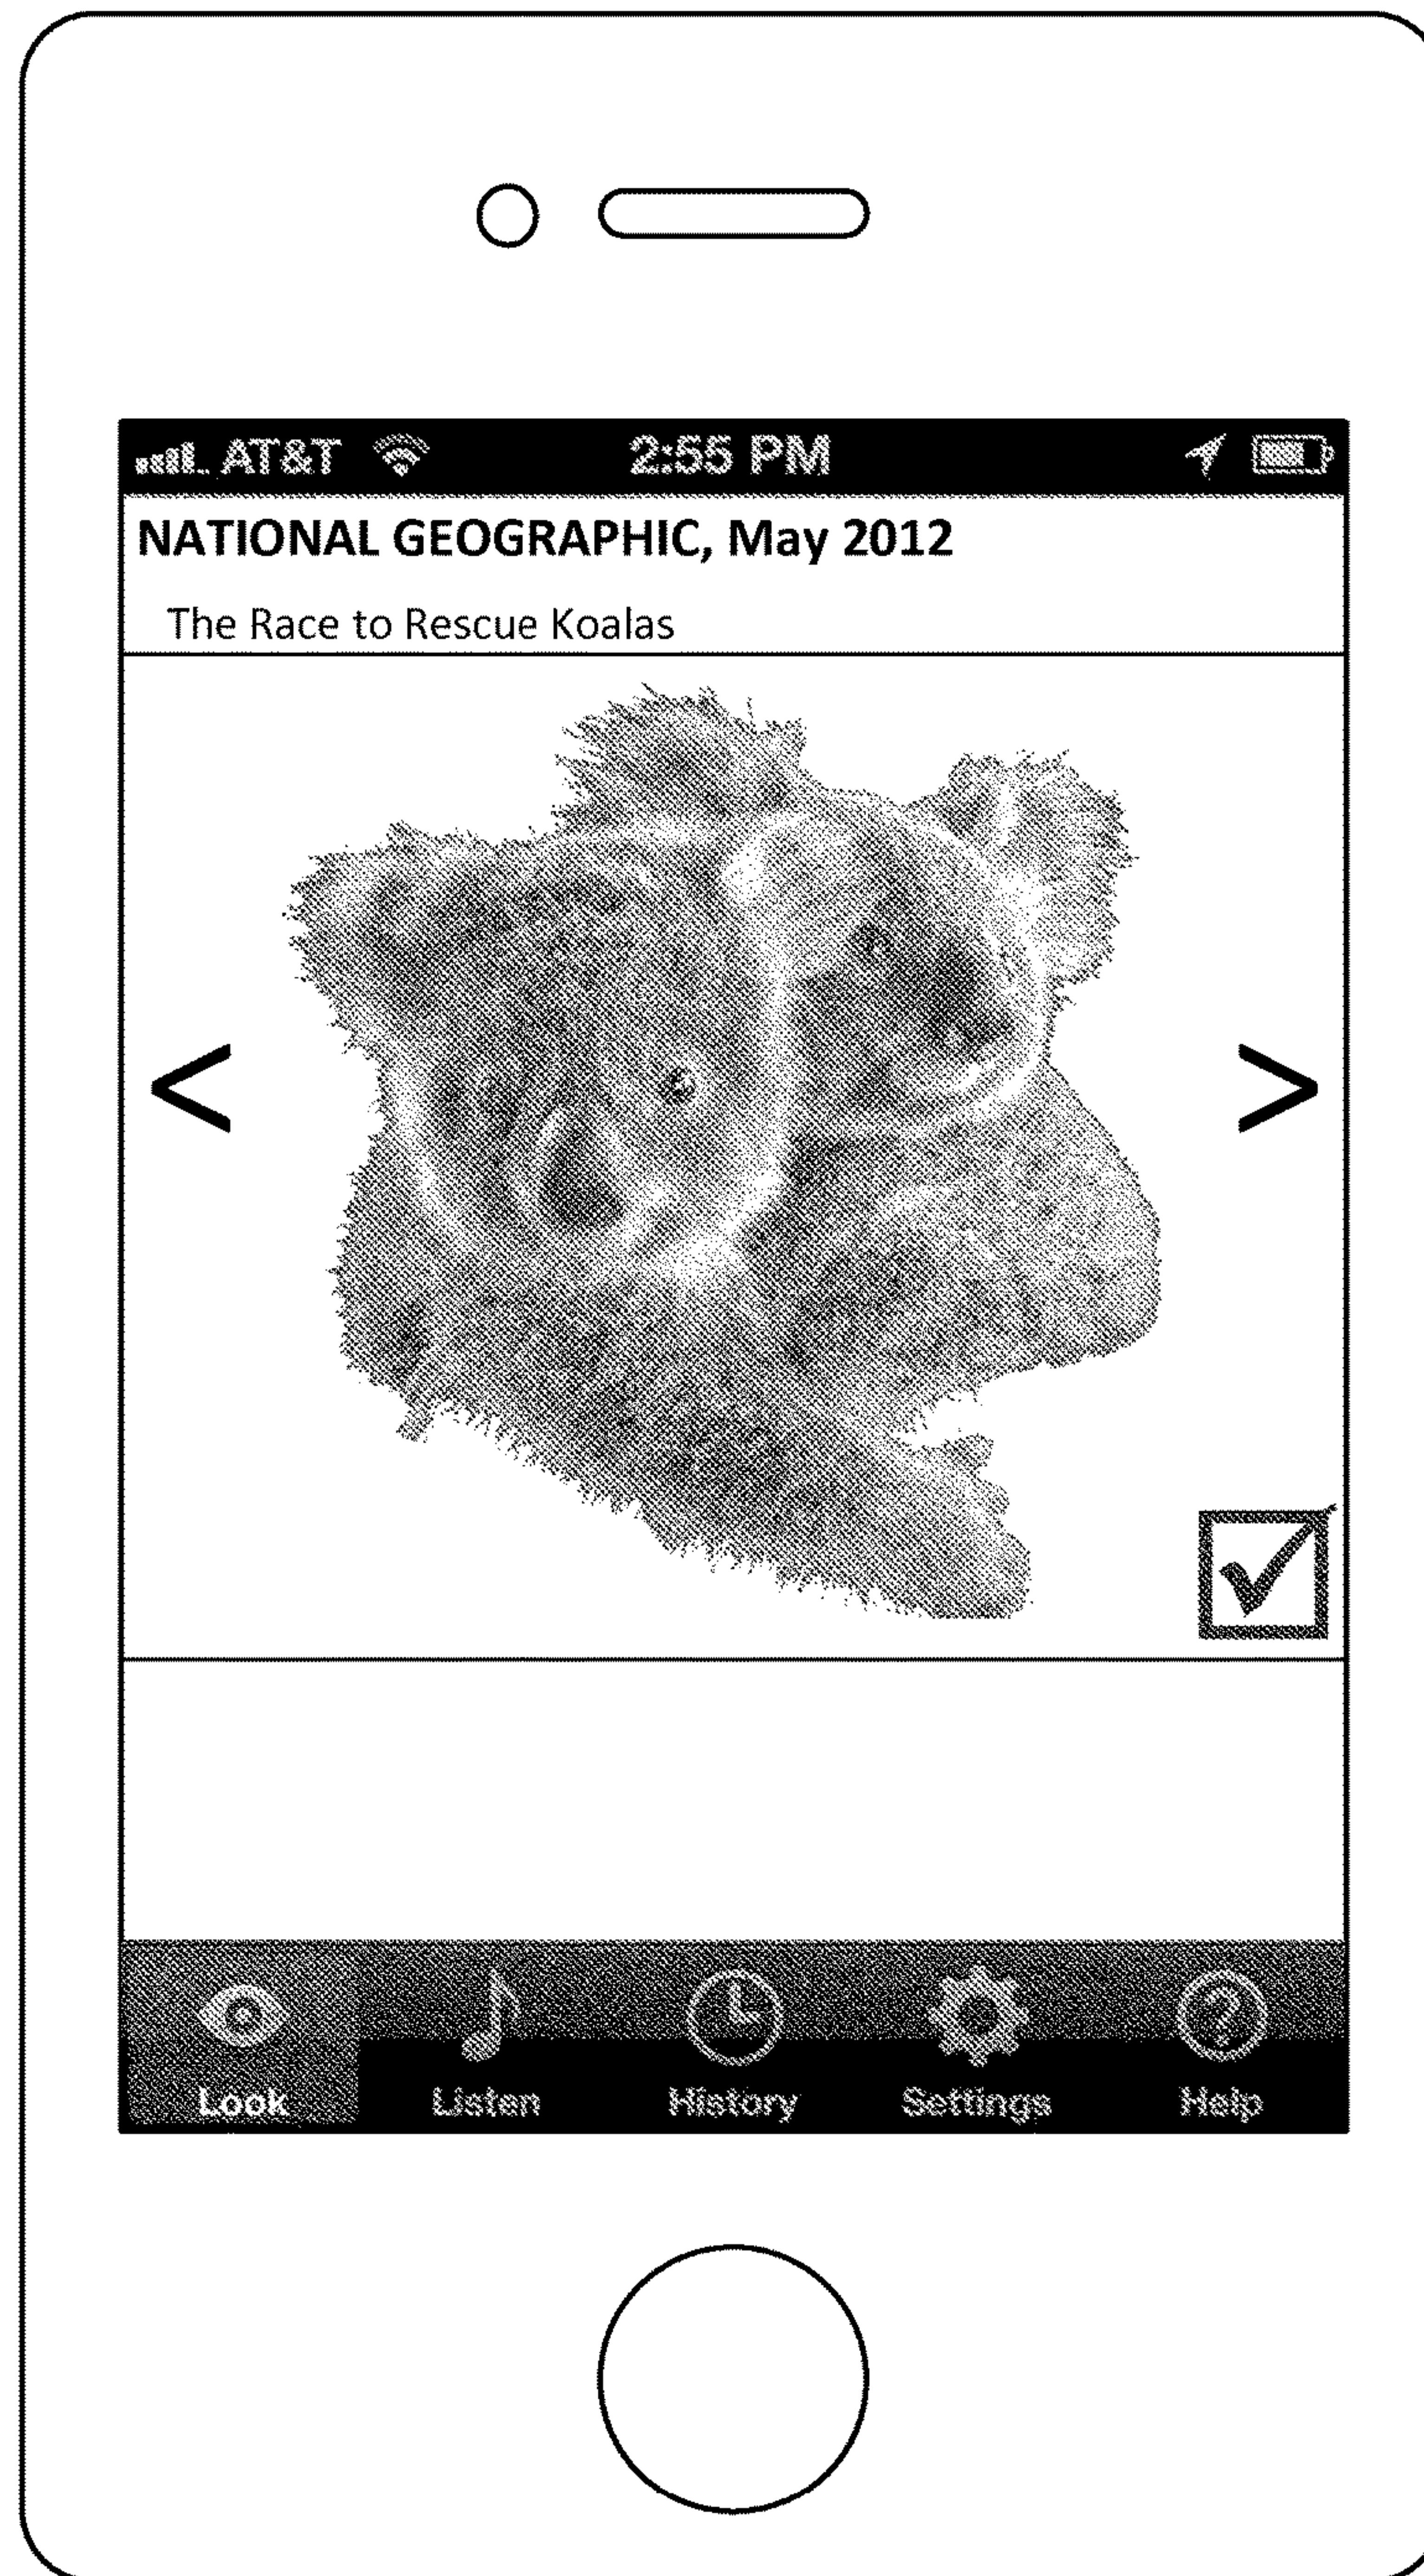 AT&T 2:55 PM
NATIONAL GEOGRAPHIC, May 2012
The Race to Rescue Koalas
< >
Look Listen History Settings Help